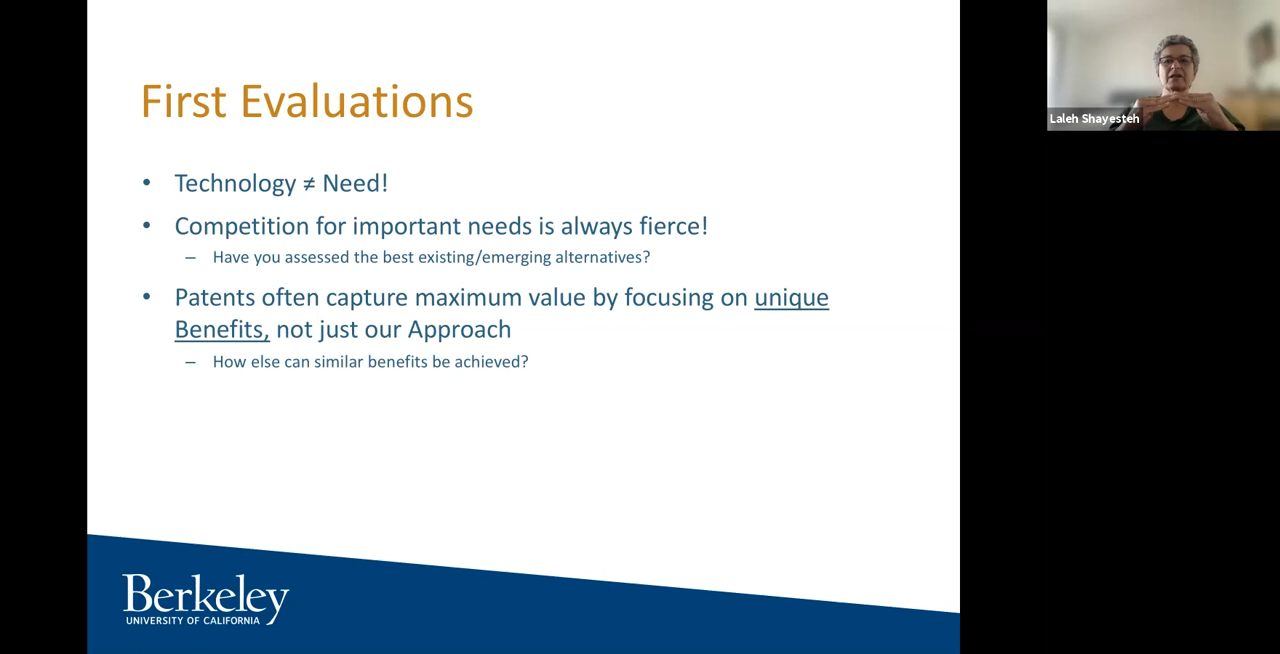 First Evaluations
• Technology ≠ Need!
• Competition for important needs is always fierce!
– Have you assessed the best existing/emerging alternatives?
• Patents often capture maximum value by focusing on unique
Benefits, not just our Approach
– How else can similar benefits be achieved?
Berkeley
UNIVERSITY OF CALIFORNIA
Laleh Shayesteh